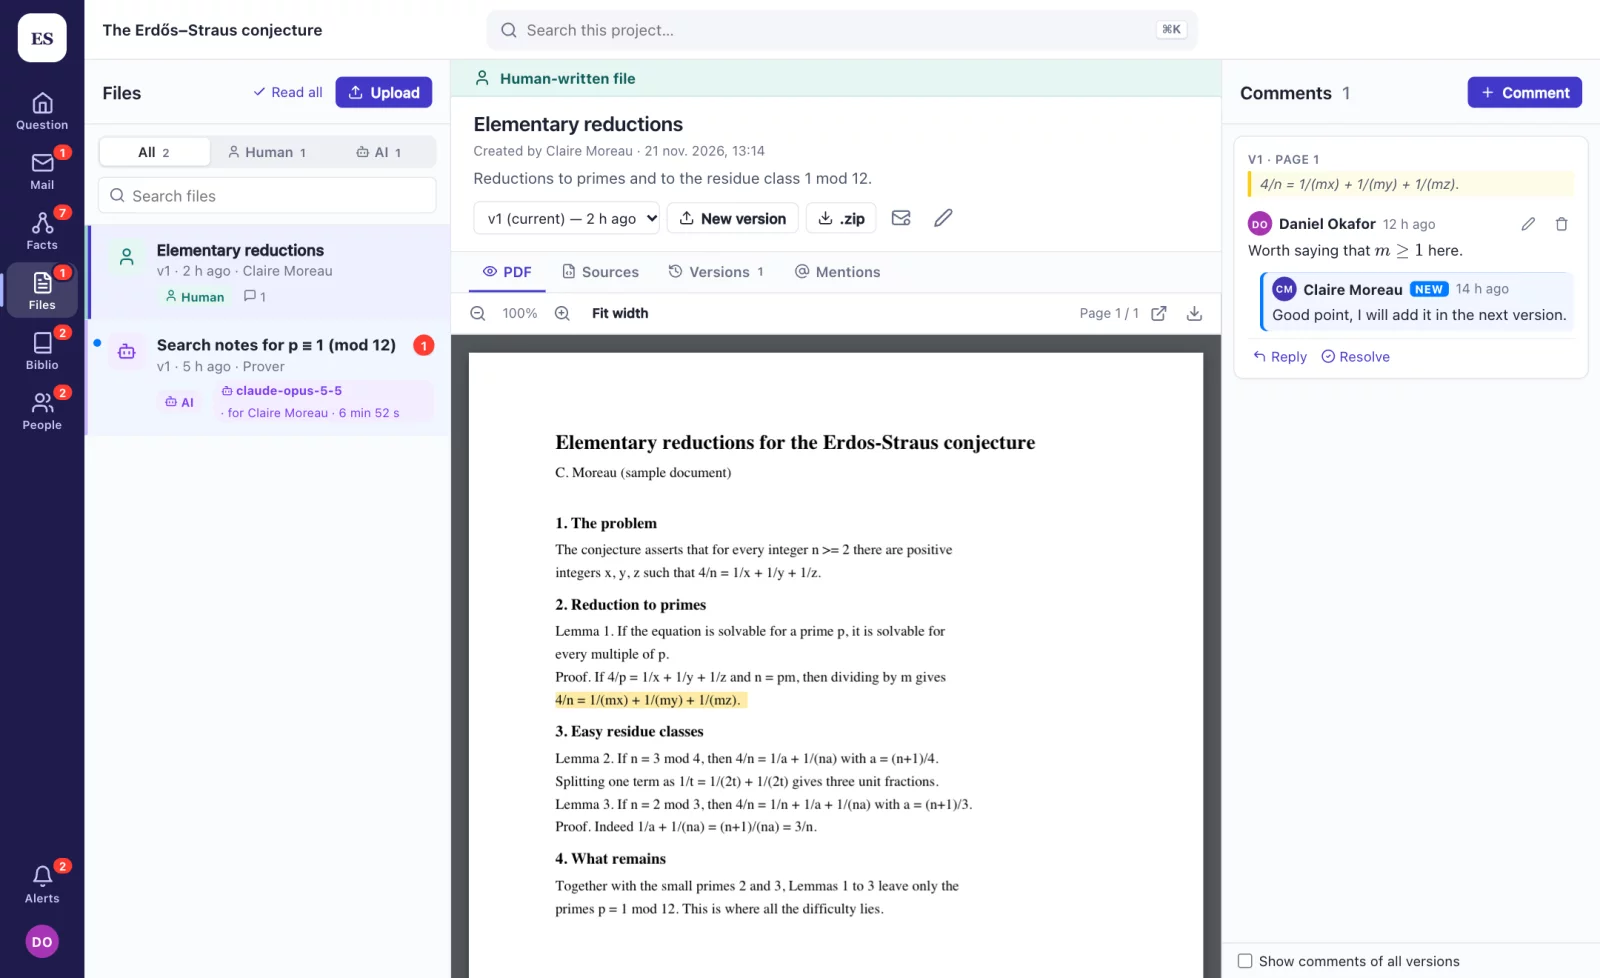 ES
The Erdős–Straus conjecture
Search this project...
⌘K
Question
1
Mail
7
Facts
1
Files
2
Biblio
2
People
2
Alerts
DO
Files
Read all
Upload
All 2
Human 1
AI 1
Search files
Elementary reductions
v1 · 2 h ago · Claire Moreau
Human
1
Search notes for p ≡ 1 (mod 12)
1
v1 · 5 h ago · Prover
AI
claude-opus-5-5
· for Claire Moreau · 6 min 52 s
Human-written file
Elementary reductions
Created by Claire Moreau · 21 nov. 2026, 13:14
Reductions to primes and to the residue class 1 mod 12.
v1 (current) — 2 h ago
New version
.zip
PDF
Sources
Versions 1
Mentions
100%
Fit width
Page 1 / 1
Elementary reductions for the Erdos-Straus conjecture
C. Moreau (sample document)
1. The problem
The conjecture asserts that for every integer n >= 2 there are positive
integers x, y, z such that 4/n = 1/x + 1/y + 1/z.
2. Reduction to primes
Lemma 1. If the equation is solvable for a prime p, it is solvable for
every multiple of p.
Proof. If 4/p = 1/x + 1/y + 1/z and n = pm, then dividing by m gives
4/n = 1/(mx) + 1/(my) + 1/(mz).
3. Easy residue classes
Lemma 2. If n = 3 mod 4, then 4/n = 1/a + 1/(na) with a = (n+1)/4.
Splitting one term as 1/t = 1/(2t) + 1/(2t) gives three unit fractions.
Lemma 3. If n = 2 mod 3, then 4/n = 1/n + 1/a + 1/(na) with a = (n+1)/3.
Proof. Indeed 1/a + 1/(na) = (n+1)/(na) = 3/n.
4. What remains
Together with the small primes 2 and 3, Lemmas 1 to 3 leave only the
primes p = 1 mod 12. This is where all the difficulty lies.
Comments 1
Comment
V1 · PAGE 1
4/n = 1/(mx) + 1/(my) + 1/(mz).
DO
Daniel Okafor 12 h ago
Worth saying that m ≥ 1 here.
CM
Claire Moreau NEW 14 h ago
Good point, I will add it in the next version.
Reply
Resolve
Show comments of all versions